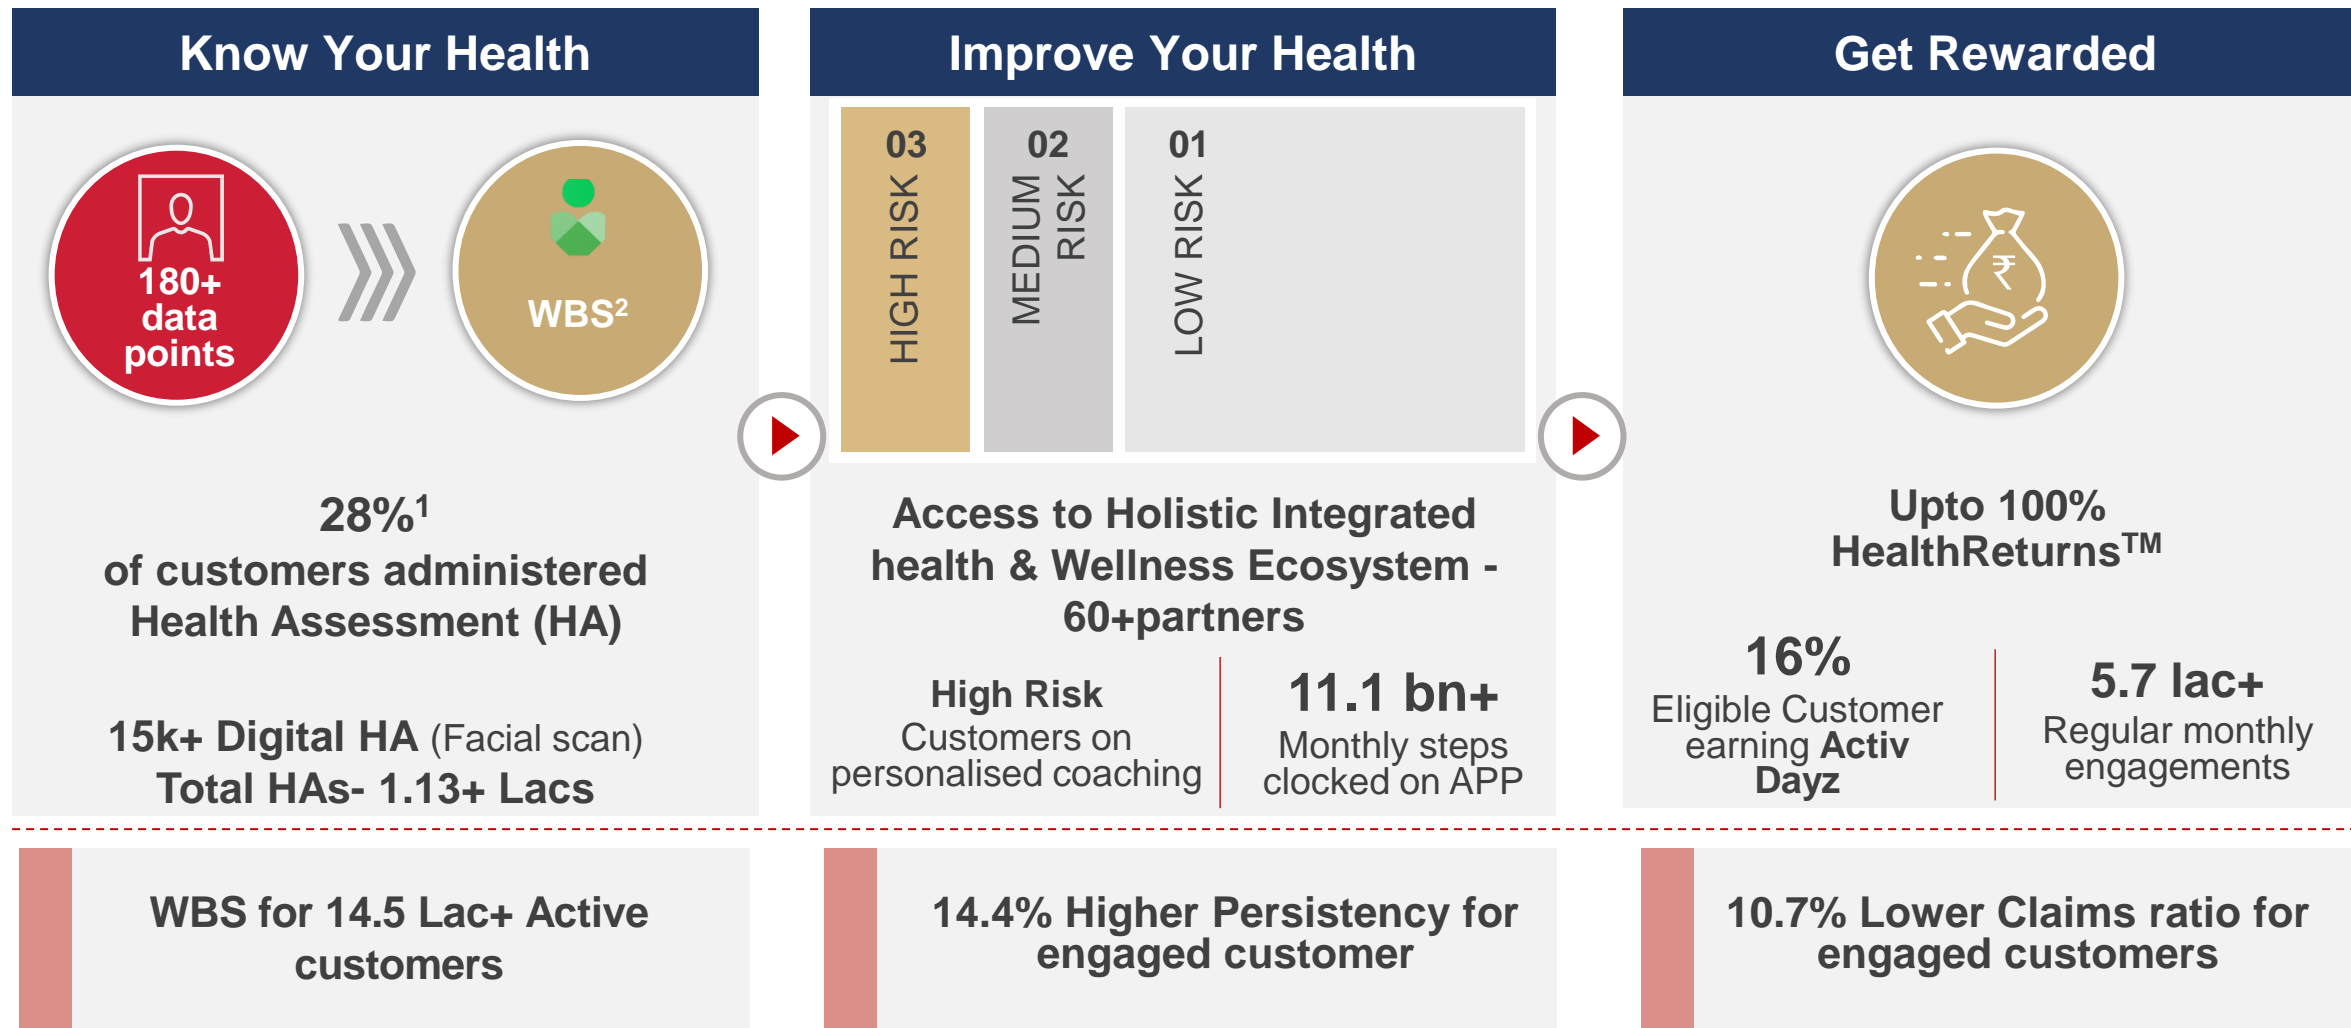 Know Your Health
180+
data
points
WBS²
28%¹
of customers administered
Health Assessment (HA)
15k+ Digital HA (Facial scan)
Total HAs- 1.13+ Lacs
WBS for 14.5 Lac+ Active
customers
Improve Your Health
03
HIGH RISK
02
MEDIUM
RISK
01
LOW RISK
Access to Holistic Integrated
health & Wellness Ecosystem -
60+partners
High Risk
Customers on
personalised coaching
11.1 bn+
Monthly steps
clocked on APP
14.4% Higher Persistency for
engaged customer
Get Rewarded
₹
Upto 100%
HealthReturns™
16%
Eligible Customer
earning Activ
Dayz
5.7 lac+
Regular monthly
engagements
10.7% Lower Claims ratio for
engaged customers